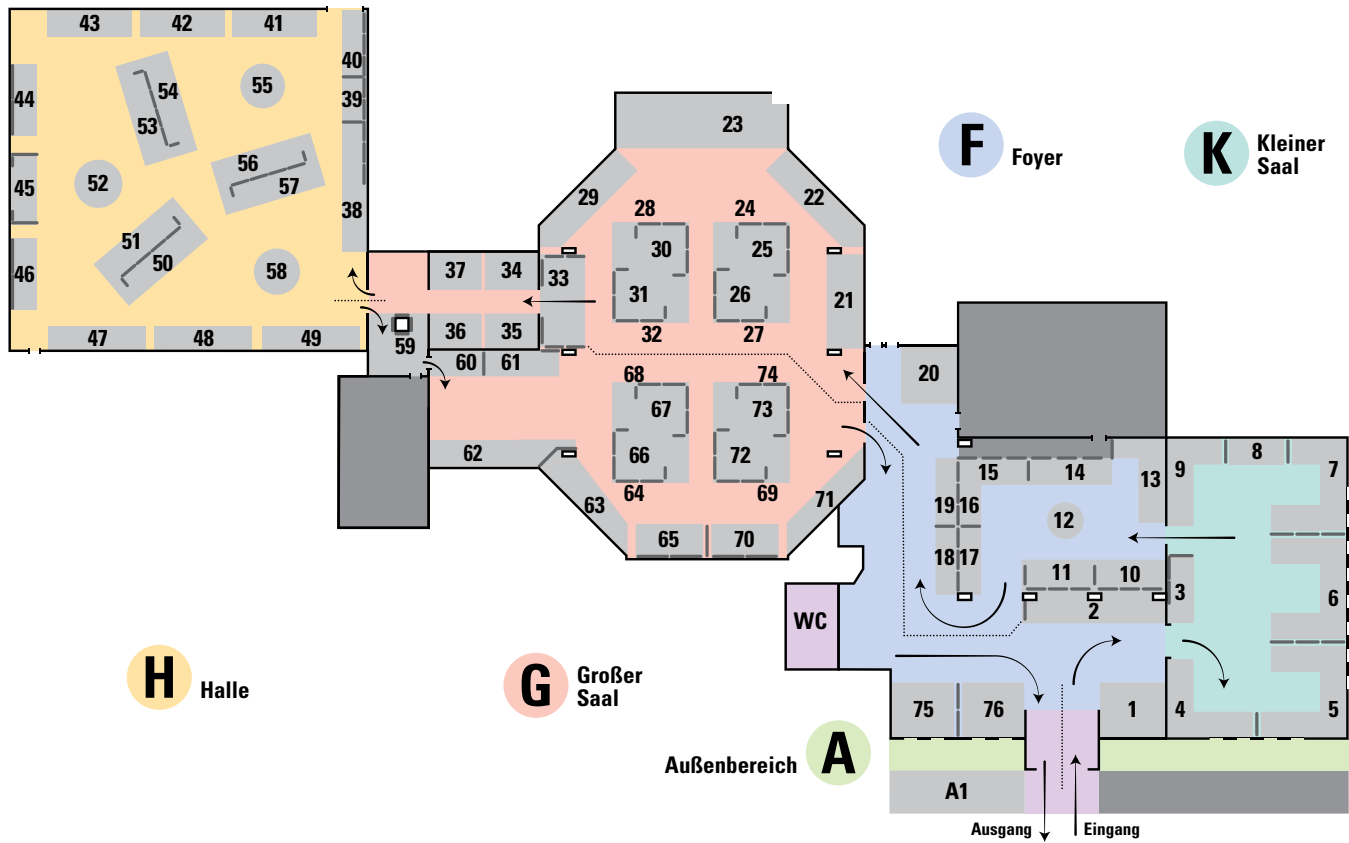 43 42 41
40
55
54
44 39
53
23
F Foyer
K Kleiner
Saal
56
52 57
45
29 22
38
28 24
51
50
30 25
46 58
37 34 33
31 26 21
47 48 49
59
36 35
32 27
60 61
68 74
20
67 73
62
66 72
64 69
63 71
65 70
15 14
13 9 8 7
19 16
12
18 17
11 10
2
3
6
WC
H Halle
G Großer
Saal
75 76
1 4 5
Außenbereich A
A1
Ausgang Eingang